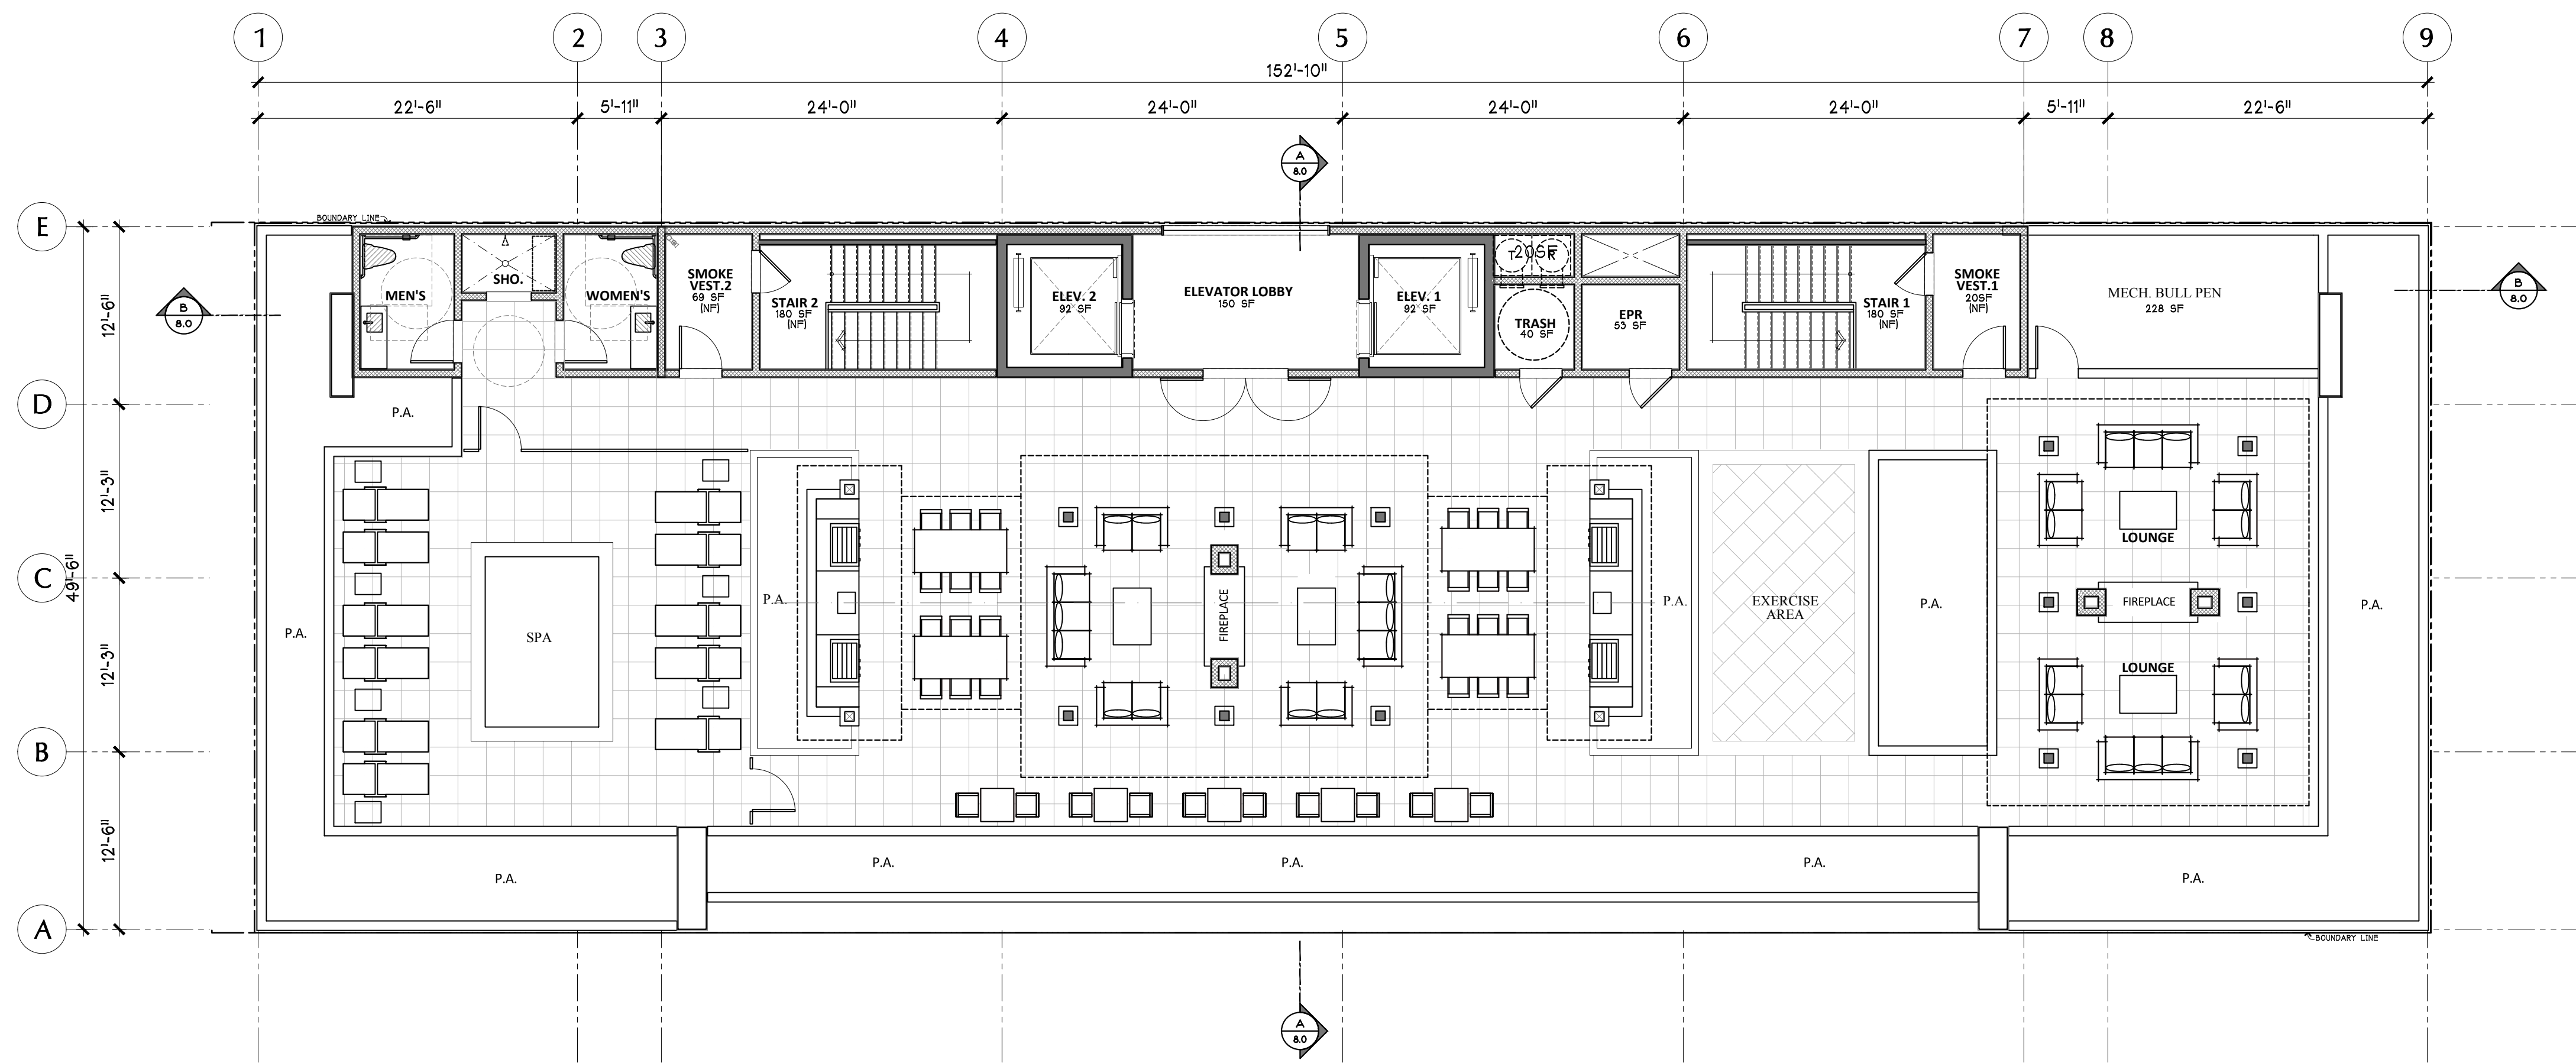 1 2 3 4 5 6 7 8 9
152'-10"
22'-6" 5'-11" 24'-0" 24'-0" 24'-0" 24'-0" 5'-11" 22'-6"
A
8.0
BOUNDARY LINE
E
D
C
B
A
12'-6"
12'-3"
12'-3"
12'-6"
49'-6"
B
8.0
B
8.0
MEN'S
SHO.
WOMEN'S
SMOKE
VEST.2
69 SF
(NF)
STAIR 2
180 SF
(NF)
ELEV. 2
92 SF
ELEVATOR LOBBY
150 SF
ELEV. 1
92 SF
20SF
T R
TRASH
40 SF
EPR
53 SF
STAIR 1
180 SF
(NF)
SMOKE
VEST.1
20SF
(NF)
MECH. BULL PEN
228 SF
P.A.
P.A.
SPA
P.A.
FIREPLACE
P.A.
EXERCISE
AREA
P.A.
LOUNGE
FIREPLACE
LOUNGE
P.A.
P.A.
P.A.
P.A.
P.A.
P.A.
BOUNDARY LINE
A
8.0